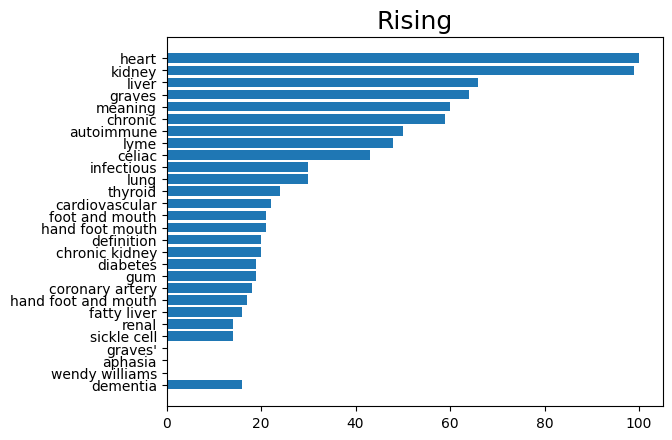 Rising
heart
kidney
liver
graves
meaning
chronic
autoimmune
lyme
celiac
infectious
lung
thyroid
cardiovascular
foot and mouth
hand foot mouth
definition
chronic kidney
diabetes
gum
coronary artery
hand foot and mouth
fatty liver
renal
sickle cell
graves'
aphasia
wendy williams
dementia
0 20 40 60 80 100